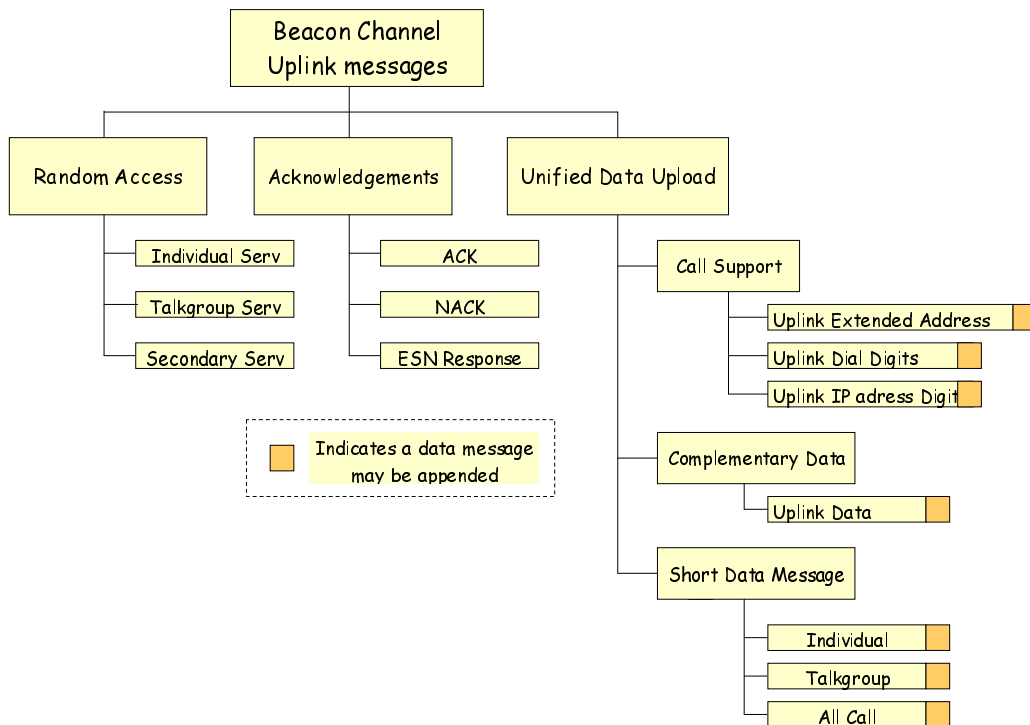 Beacon Channel
Uplink messages
Random Access
Acknowledgements
Unified Data Upload
Individual Serv
Talkgroup Serv
Secondary Serv
ACK
NACK
ESN Response
Call Support
Uplink Extended Address
Uplink Dial Digits
Uplink IP adress Digit
Complementary Data
Uplink Data
Short Data Message
Individual
Talkgroup
All Call
Indicates a data message
may be appended